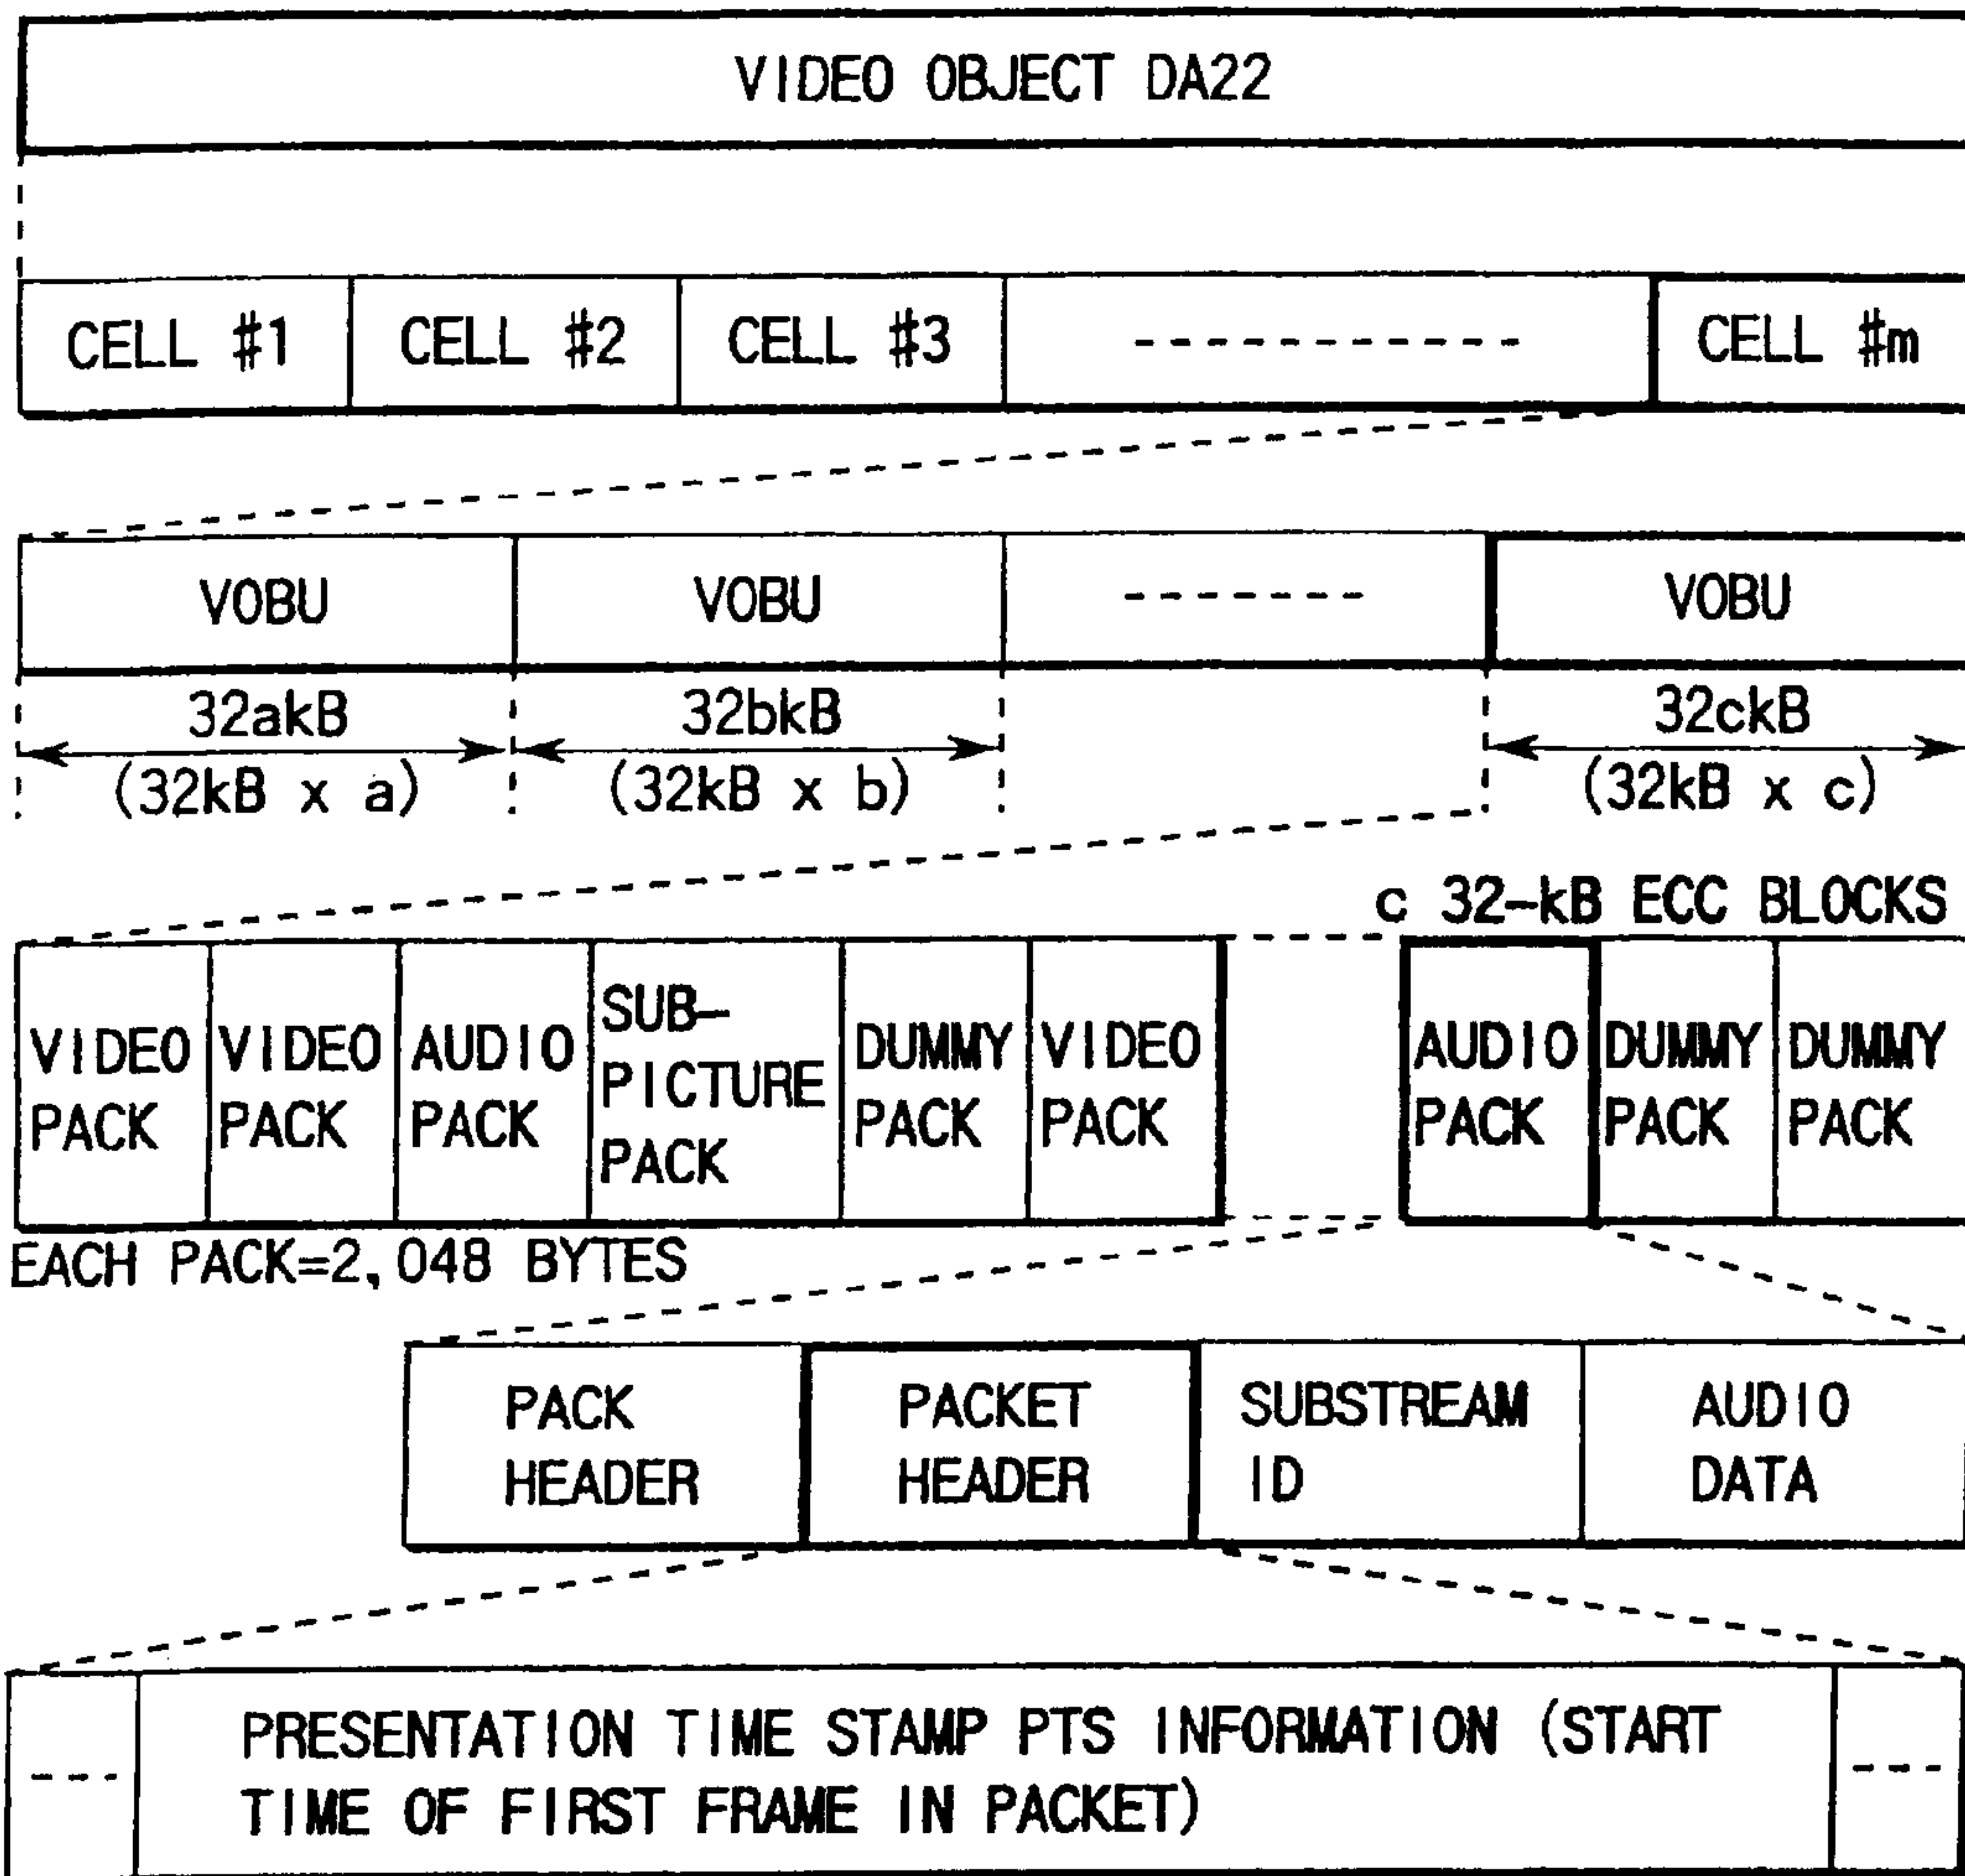 VIDEO OBJECT DA22
CELL #1 CELL #2 CELL #3 ------------ CELL #m
VOBU VOBU ------- VOBU
32akB 32bkB 32ckB
(32kB x a) (32kB x b) (32kB x c)
c 32-kB ECC BLOCKS
VIDEO PACK
VIDEO PACK
AUDIO PACK
SUB-
PICTURE
PACK
DUMMY PACK
VIDEO PACK
AUDIO PACK
DUMMY PACK
DUMMY PACK
EACH PACK=2,048 BYTES
PACK HEADER
PACKET HEADER
SUBSTREAM ID
AUDIO DATA
--- PRESENTATION TIME STAMP PTS INFORMATION (START ---
TIME OF FIRST FRAME IN PACKET)